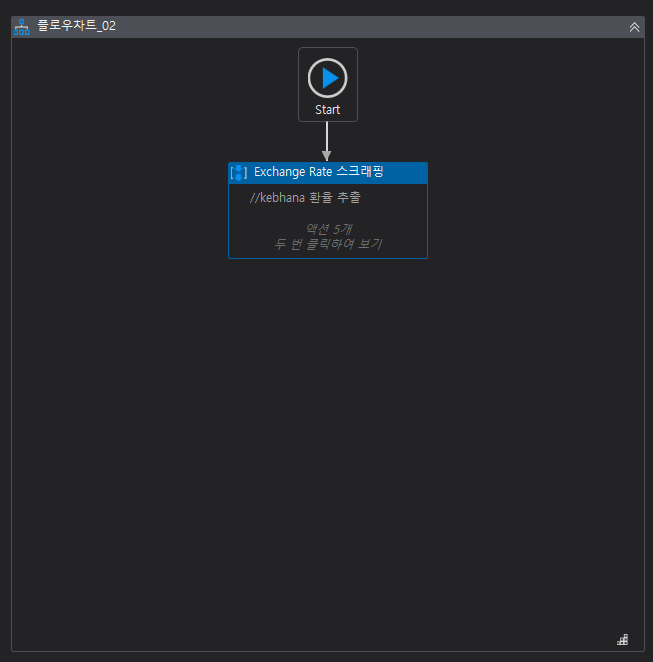 플로우차트_02
Start
Exchange Rate 스크래핑
//kebhana 환율 추출
액션 5개
두 번 클릭하여 보기